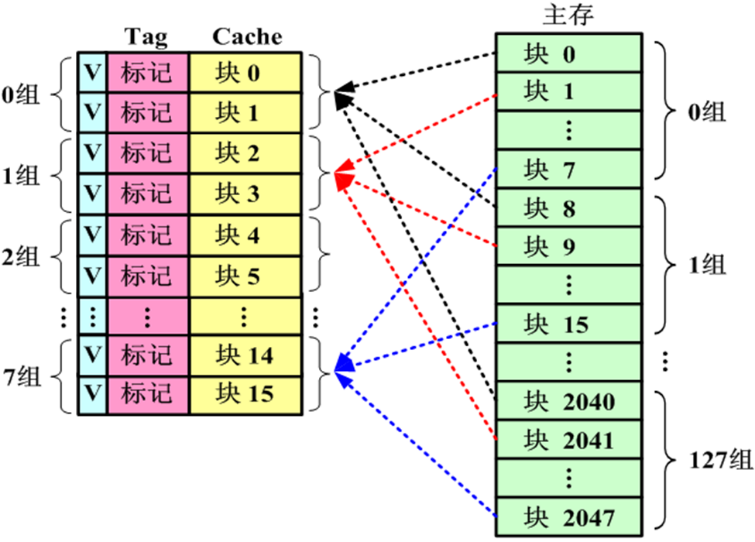 主存
Tag Cache
0组 V 标记 块 0
V 标记 块 1
1组 V 标记 块 2
V 标记 块 3
2组 V 标记 块 4
V 标记 块 5
⋮ ⋮ ⋮ ⋮ ⋮
7组 V 标记 块 14
V 标记 块 15
块 0
块 1
⋮
块 7
0组
块 8
块 9
⋮
块 15
1组
⋮ ⋮
块 2040
块 2041
⋮
块 2047
127组